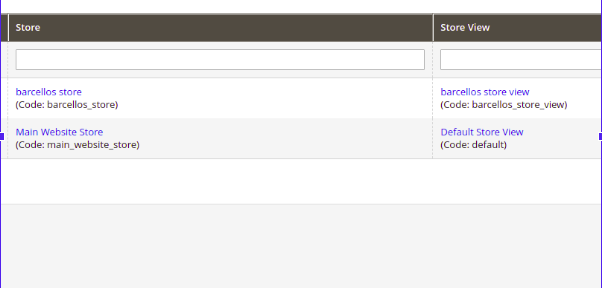 Store
Store View
barcellos store
(Code: barcellos_store)
barcellos store view
(Code: barcellos_store_view)
Main Website Store
(Code: main_website_store)
Default Store View
(Code: default)